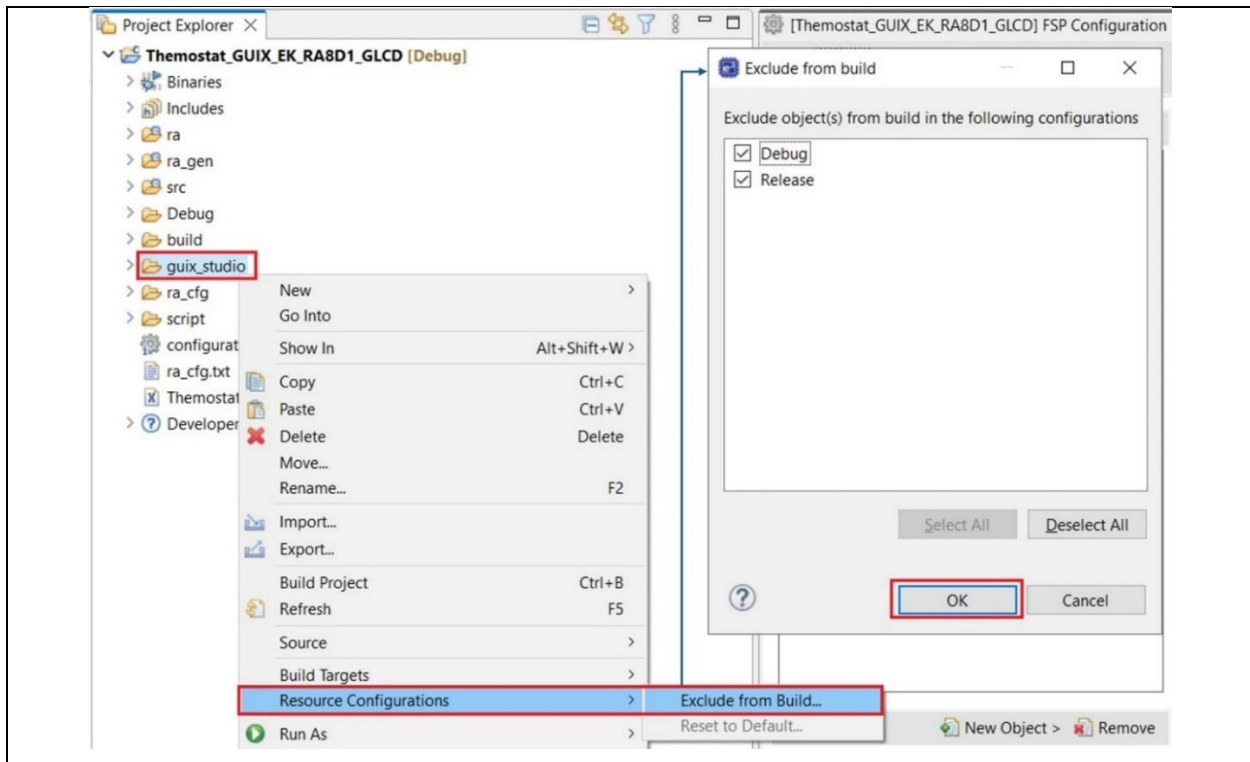 Project Explorer
[Themostat_GUIX_EK_RA8D1_GLCD] FSP Configuration
Themostat_GUIX_EK_RA8D1_GLCD [Debug]
Binaries
Includes
ra
ra_gen
src
Debug
build
guix_studio
ra_cfg
script
configurat
ra_cfg.txt
Themostat
Developer
New
Go Into
Show In Alt+Shift+W >
Copy Ctrl+C
Paste Ctrl+V
Delete Delete
Move...
Rename... F2
Import...
Export...
Build Project Ctrl+B
Refresh F5
Source
Build Targets
Resource Configurations
Run As
Exclude from Build...
Reset to Default...
Exclude from build
Exclude object(s) from build in the following configurations
Debug
Release
Select All Deselect All
OK Cancel
New Object > Remove